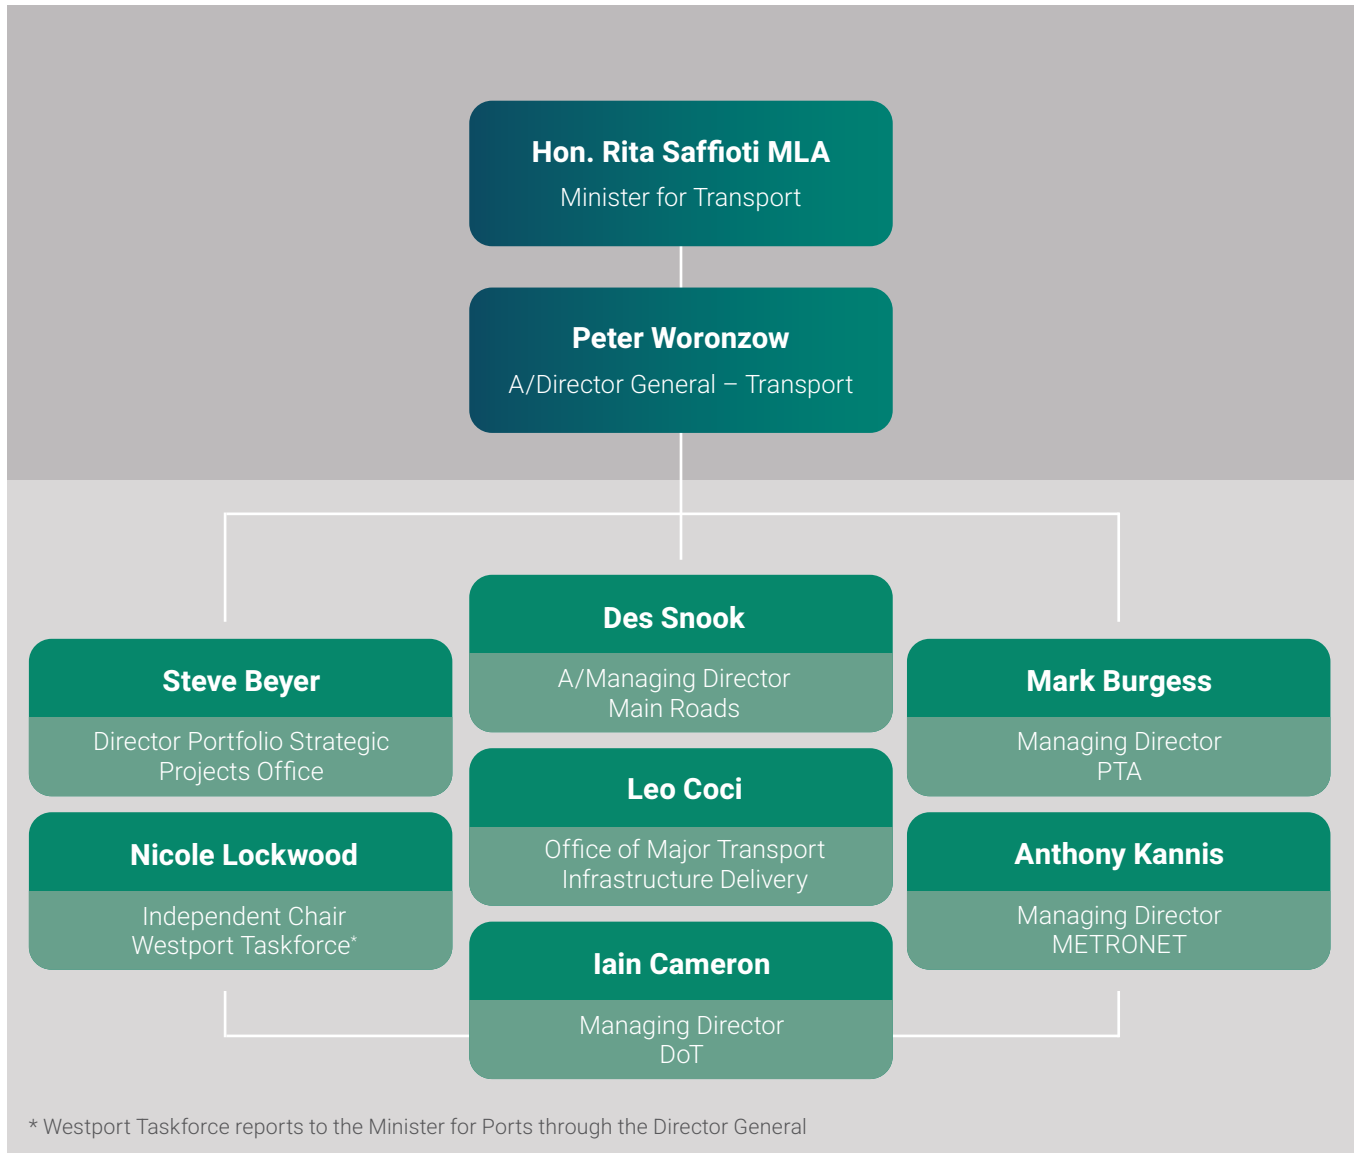 Hon. Rita Saffioti MLA
Minister for Transport
Peter Woronzow
A/Director General – Transport
Des Snook
A/Managing Director
Main Roads
Steve Beyer
Director Portfolio Strategic
Projects Office
Mark Burgess
Managing Director
PTA
Leo Coci
Office of Major Transport
Infrastructure Delivery
Nicole Lockwood
Independent Chair
Westport Taskforce*
Anthony Kannis
Managing Director
METRONET
Iain Cameron
Managing Director
DoT
* Westport Taskforce reports to the Minister for Ports through the Director General